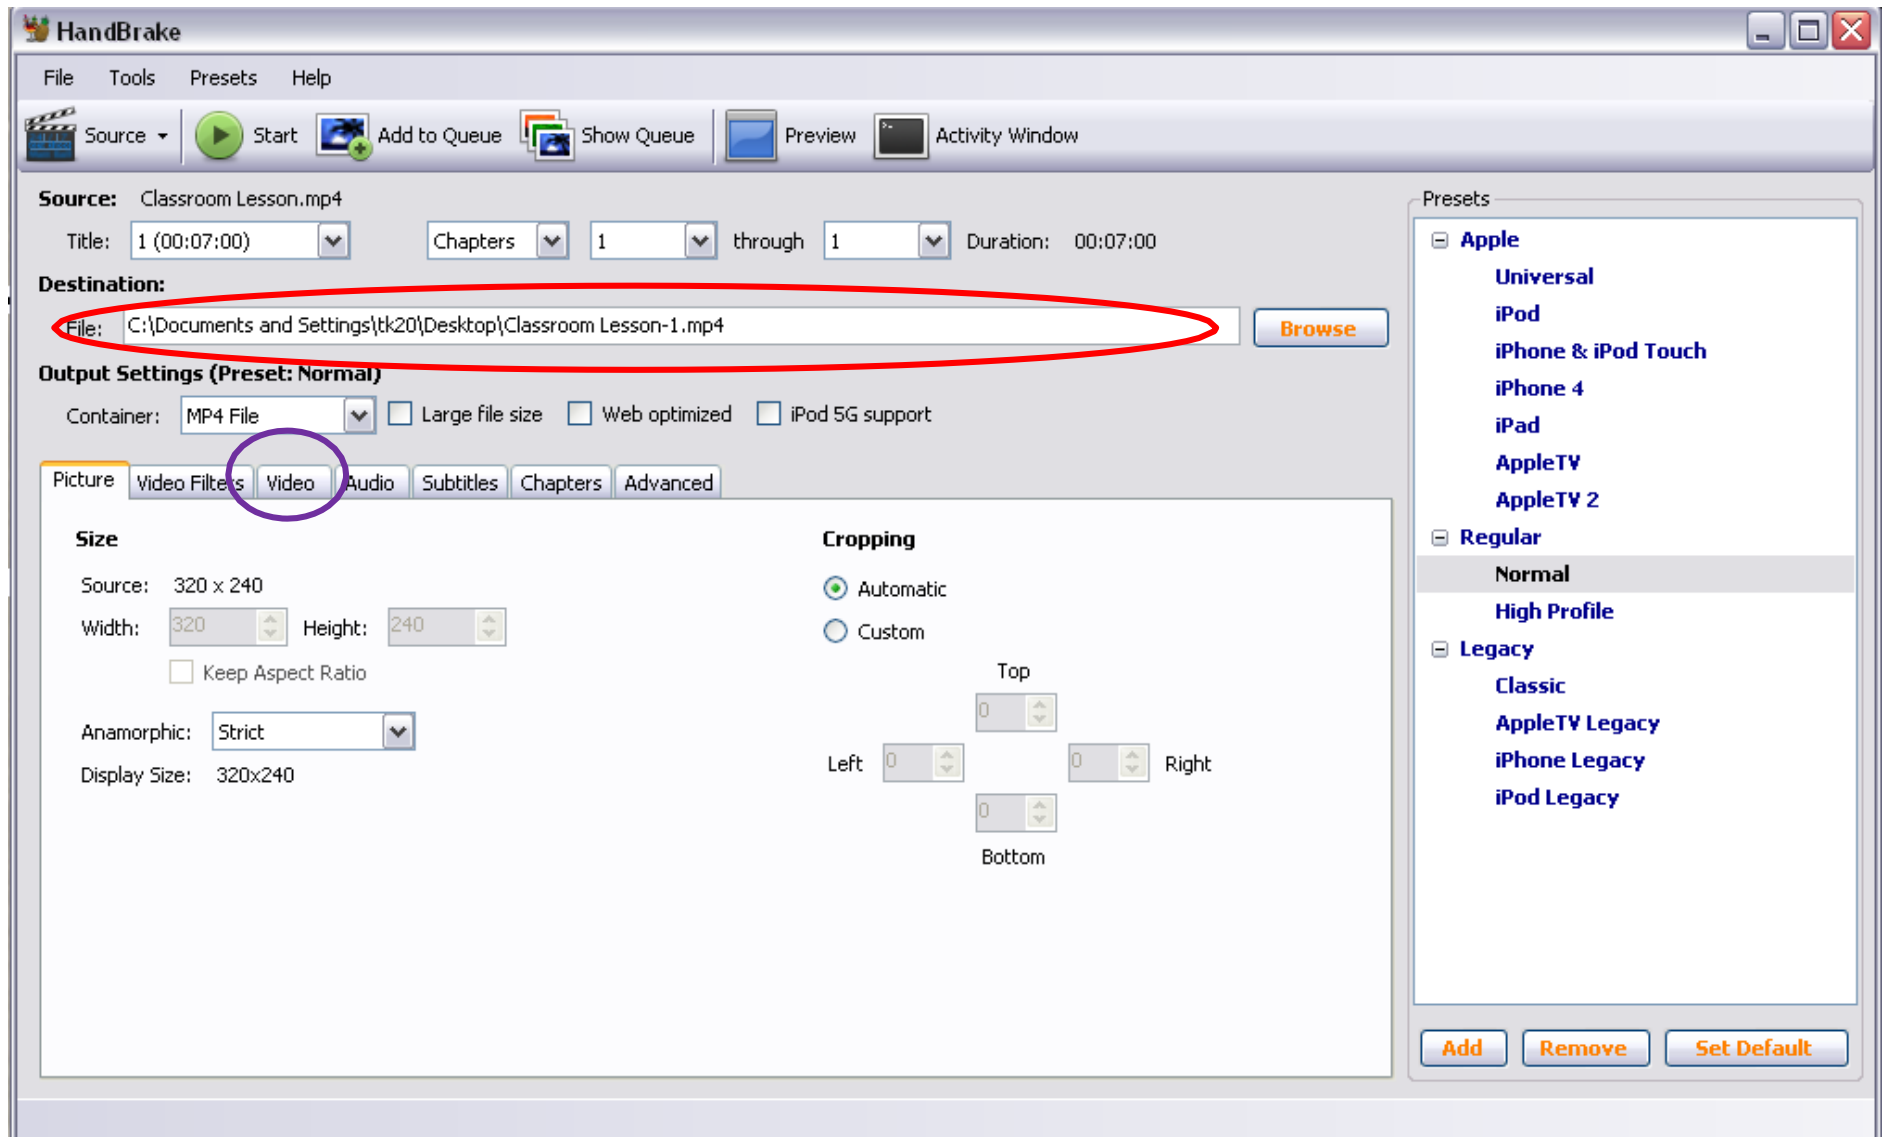 HandBrake
File Tools Presets Help
Source Start Add to Queue Show Queue Preview Activity Window
Source: Classroom Lesson.mp4
Title: 1 (00:07:00) Chapters 1 through 1 Duration: 00:07:00
Destination:
File: C:\Documents and Settings\tk20\Desktop\Classroom Lesson-1.mp4 Browse
Output Settings (Preset: Normal)
Container: MP4 File Large file size Web optimized iPod 5G support
Picture Video Filters Video Audio Subtitles Chapters Advanced
Size
Source: 320 x 240
Width: 320 Height: 240
Keep Aspect Ratio
Anamorphic: Strict
Display Size: 320x240
Cropping
Automatic
Custom
Top
0
Left 0 0 Right
0
Bottom
Presets
Apple
Universal
iPod
iPhone & iPod Touch
iPhone 4
iPad
AppleTV
AppleTV 2
Regular
Normal
High Profile
Legacy
Classic
AppleTV Legacy
iPhone Legacy
iPod Legacy
Add Remove Set Default